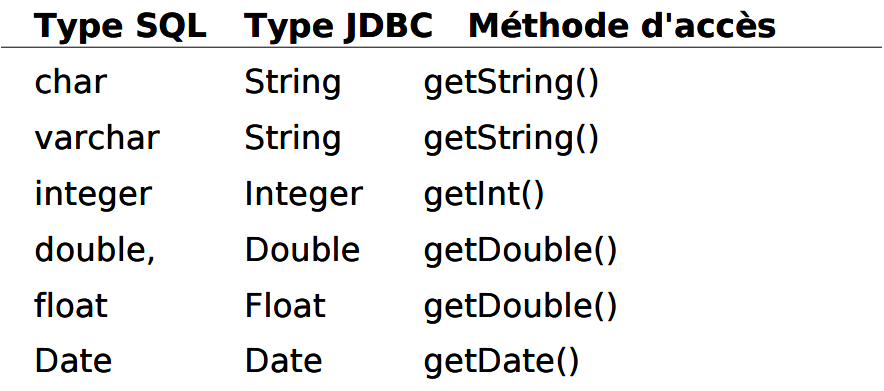 Type SQL Type JDBC Méthode d'accès
char String getString()
varchar String getString()
integer Integer getInt()
double, Double getDouble()
float Float getDouble()
Date Date getDate()